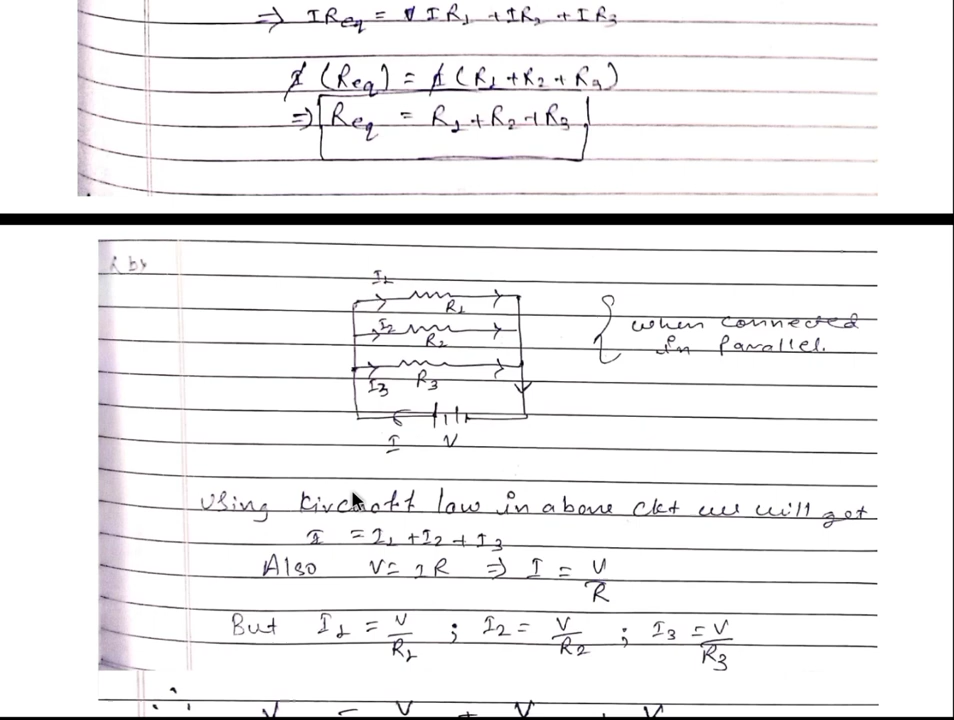 ⇒ IReq = IR1 + IR2 + IR3
I (Req) = I (R1 + R2 + R3)
⇒ Req = R1 + R2 + R3
I1
R1
I2
R2
I3
R3
I V
when connected
in Parallel.
Using Kirchoff law in above ckt we will get
I = I1 + I2 + I3
Also V = IR ⇒ I = V/R
But I1 = V/R1 ; I2 = V/R2 ; I3 = V/R3
∴ V = V + V + V